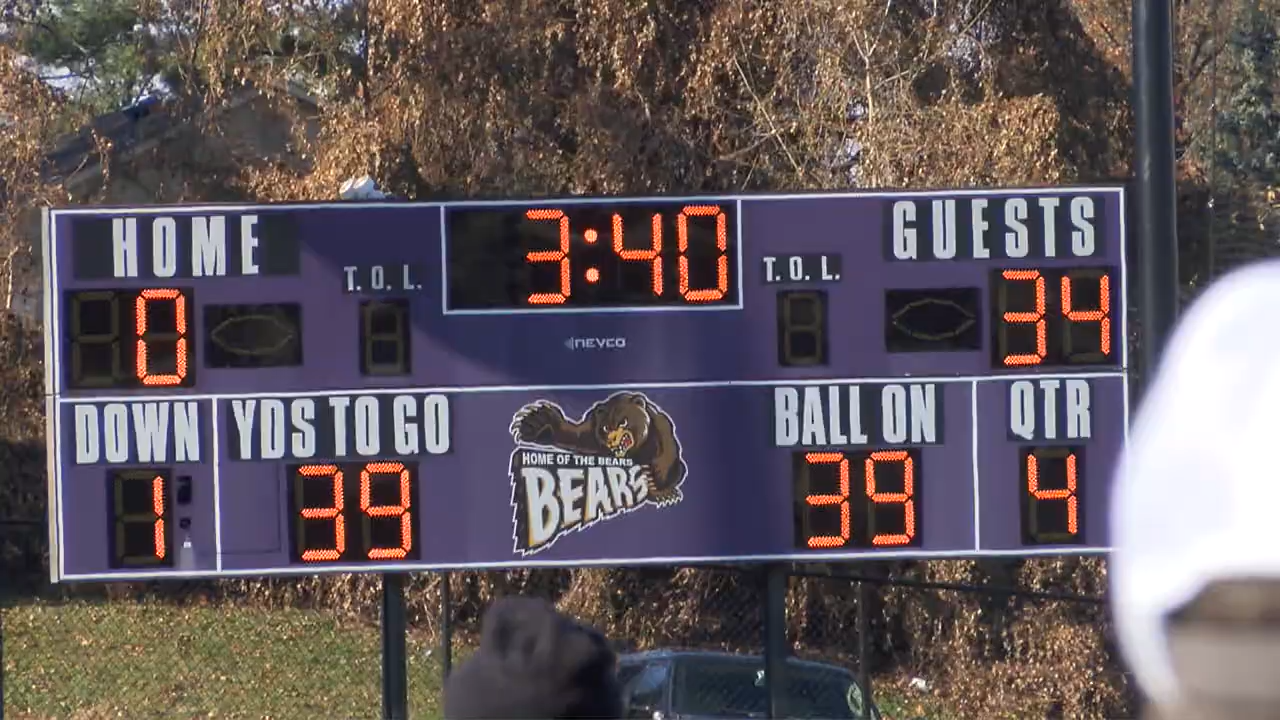 HOME
T.O.L.
3:40
T.O.L.
GUESTS
0
34
nevco
DOWN
YDS TO GO
BALL ON
QTR
HOME OF THE BEARS
BEARS
1
39
39
4